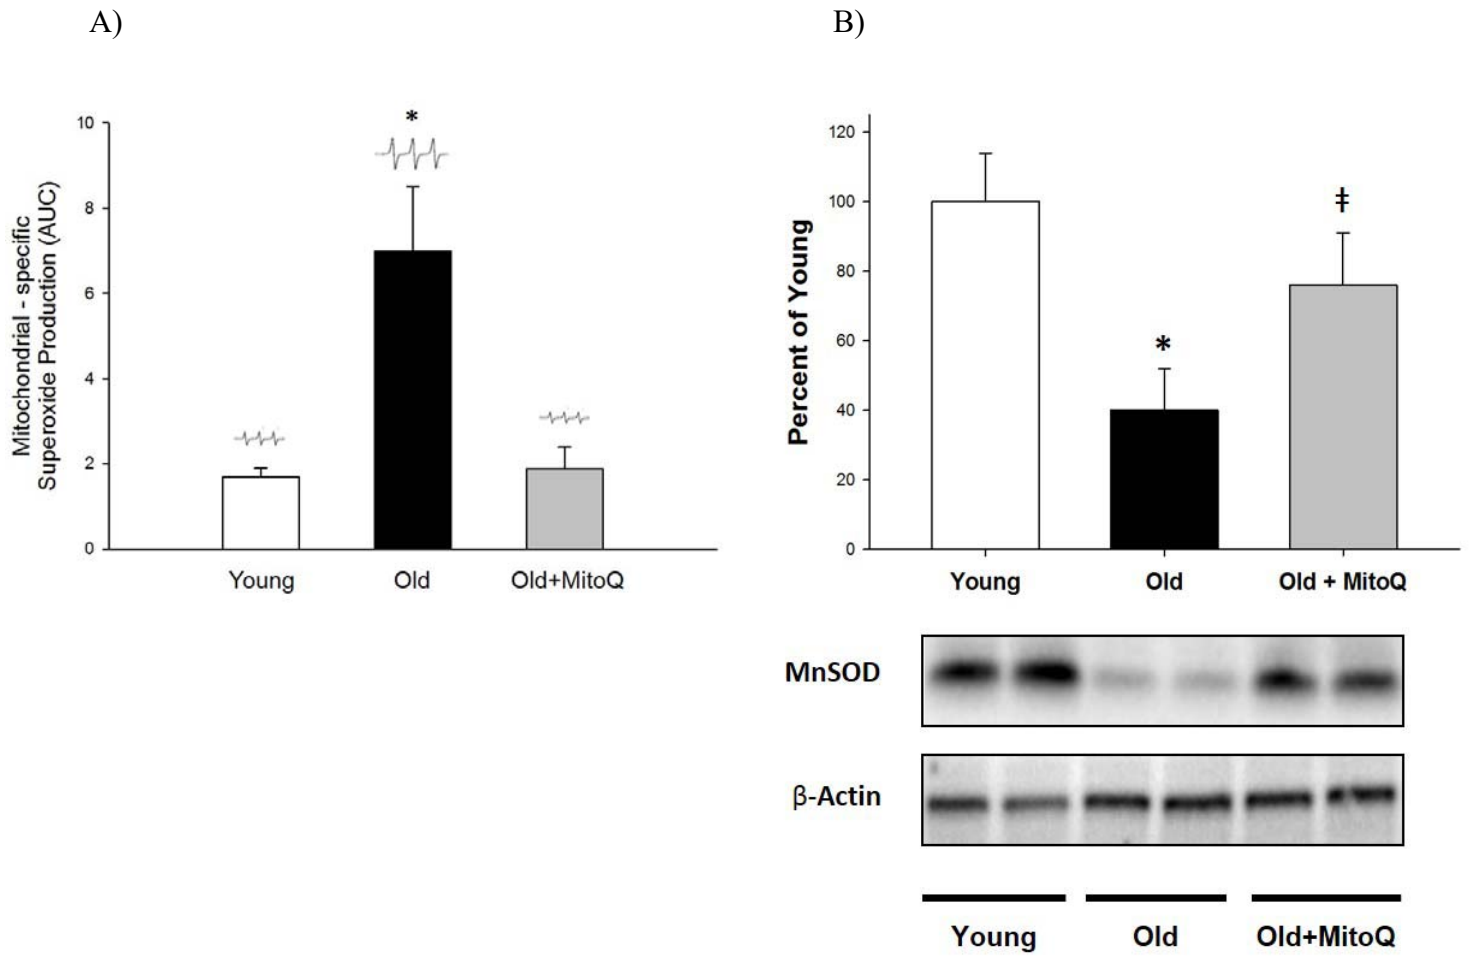 A)
B)
Mitochondrial - specific
Superoxide Production (AUC)
10
8
6
4
2
0
*
Young
Old
Old+MitoQ
Percent of Young
120
100
80
60
40
20
0
*
ǂ
Young
Old
Old + MitoQ
MnSOD
β-Actin
Young
Old
Old+MitoQ